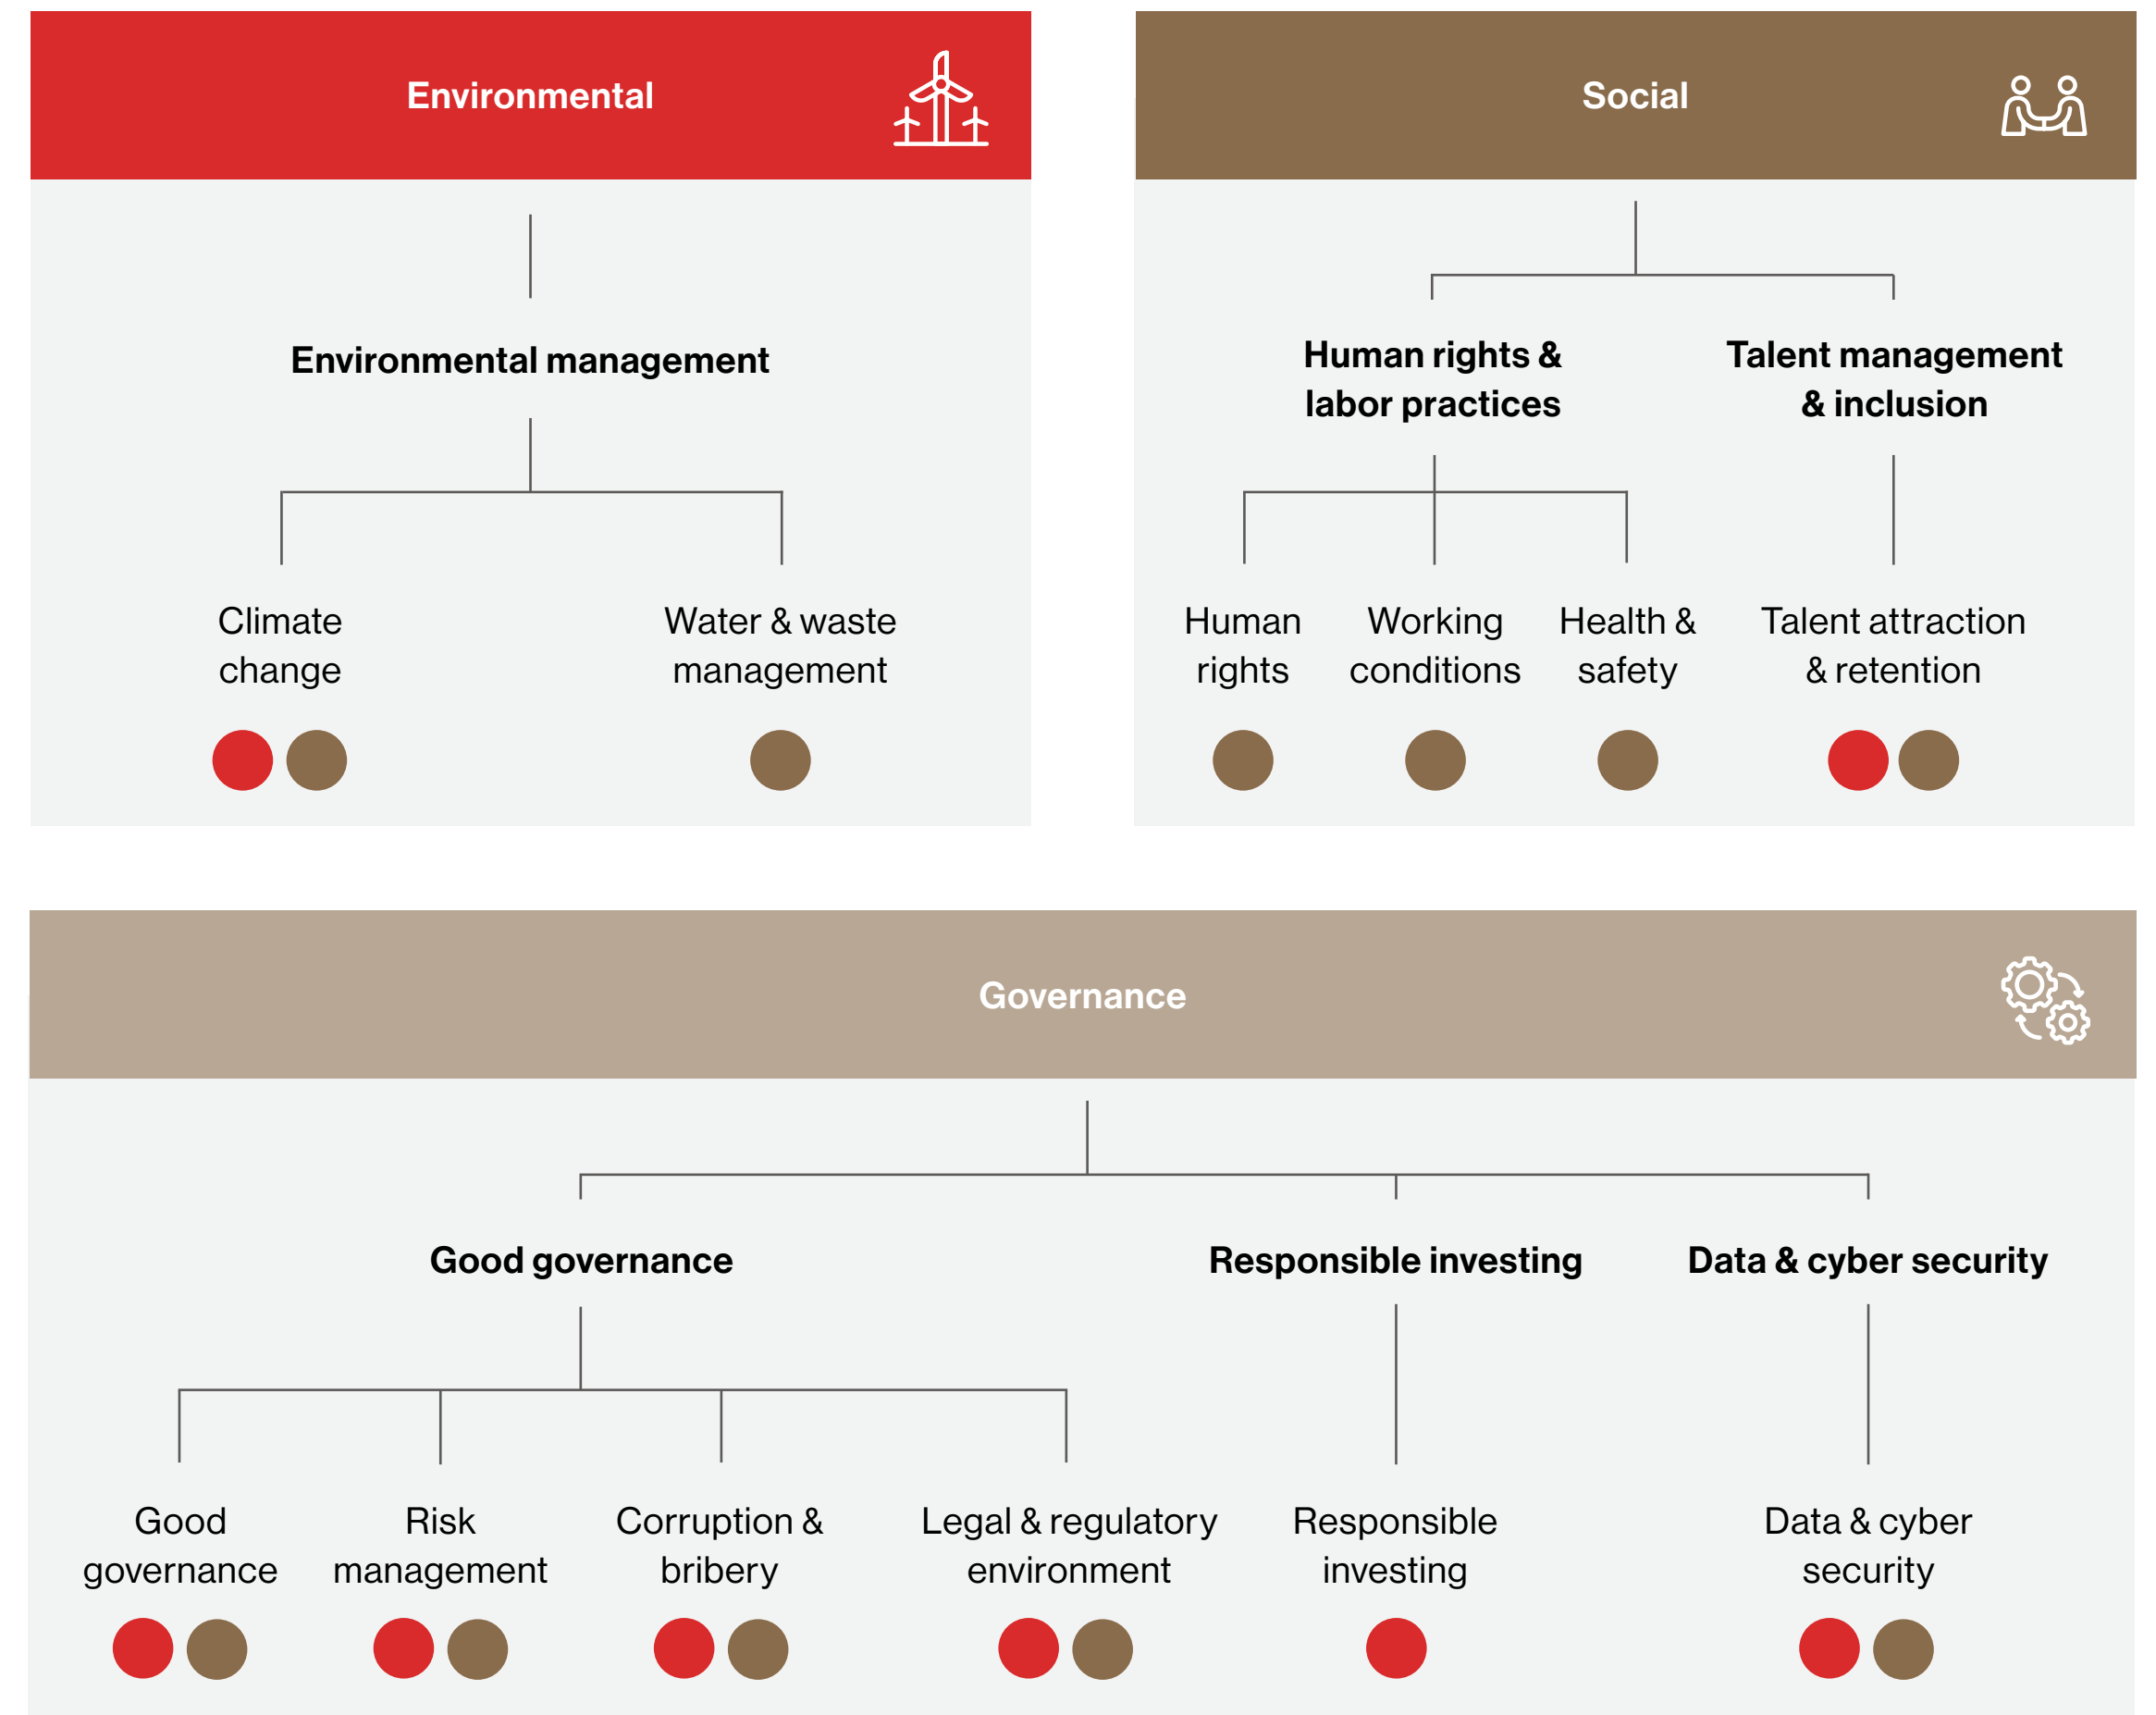 Environmental
Environmental management
Climate
change
Water & waste
management
Social
Human rights &
labor practices
Talent management
& inclusion
Human
rights
Working
conditions
Health &
safety
Talent attraction
& retention
Governance
Good governance
Responsible investing
Data & cyber security
Good
governance
Risk
management
Corruption &
bribery
Legal & regulatory
environment
Responsible
investing
Data & cyber
security